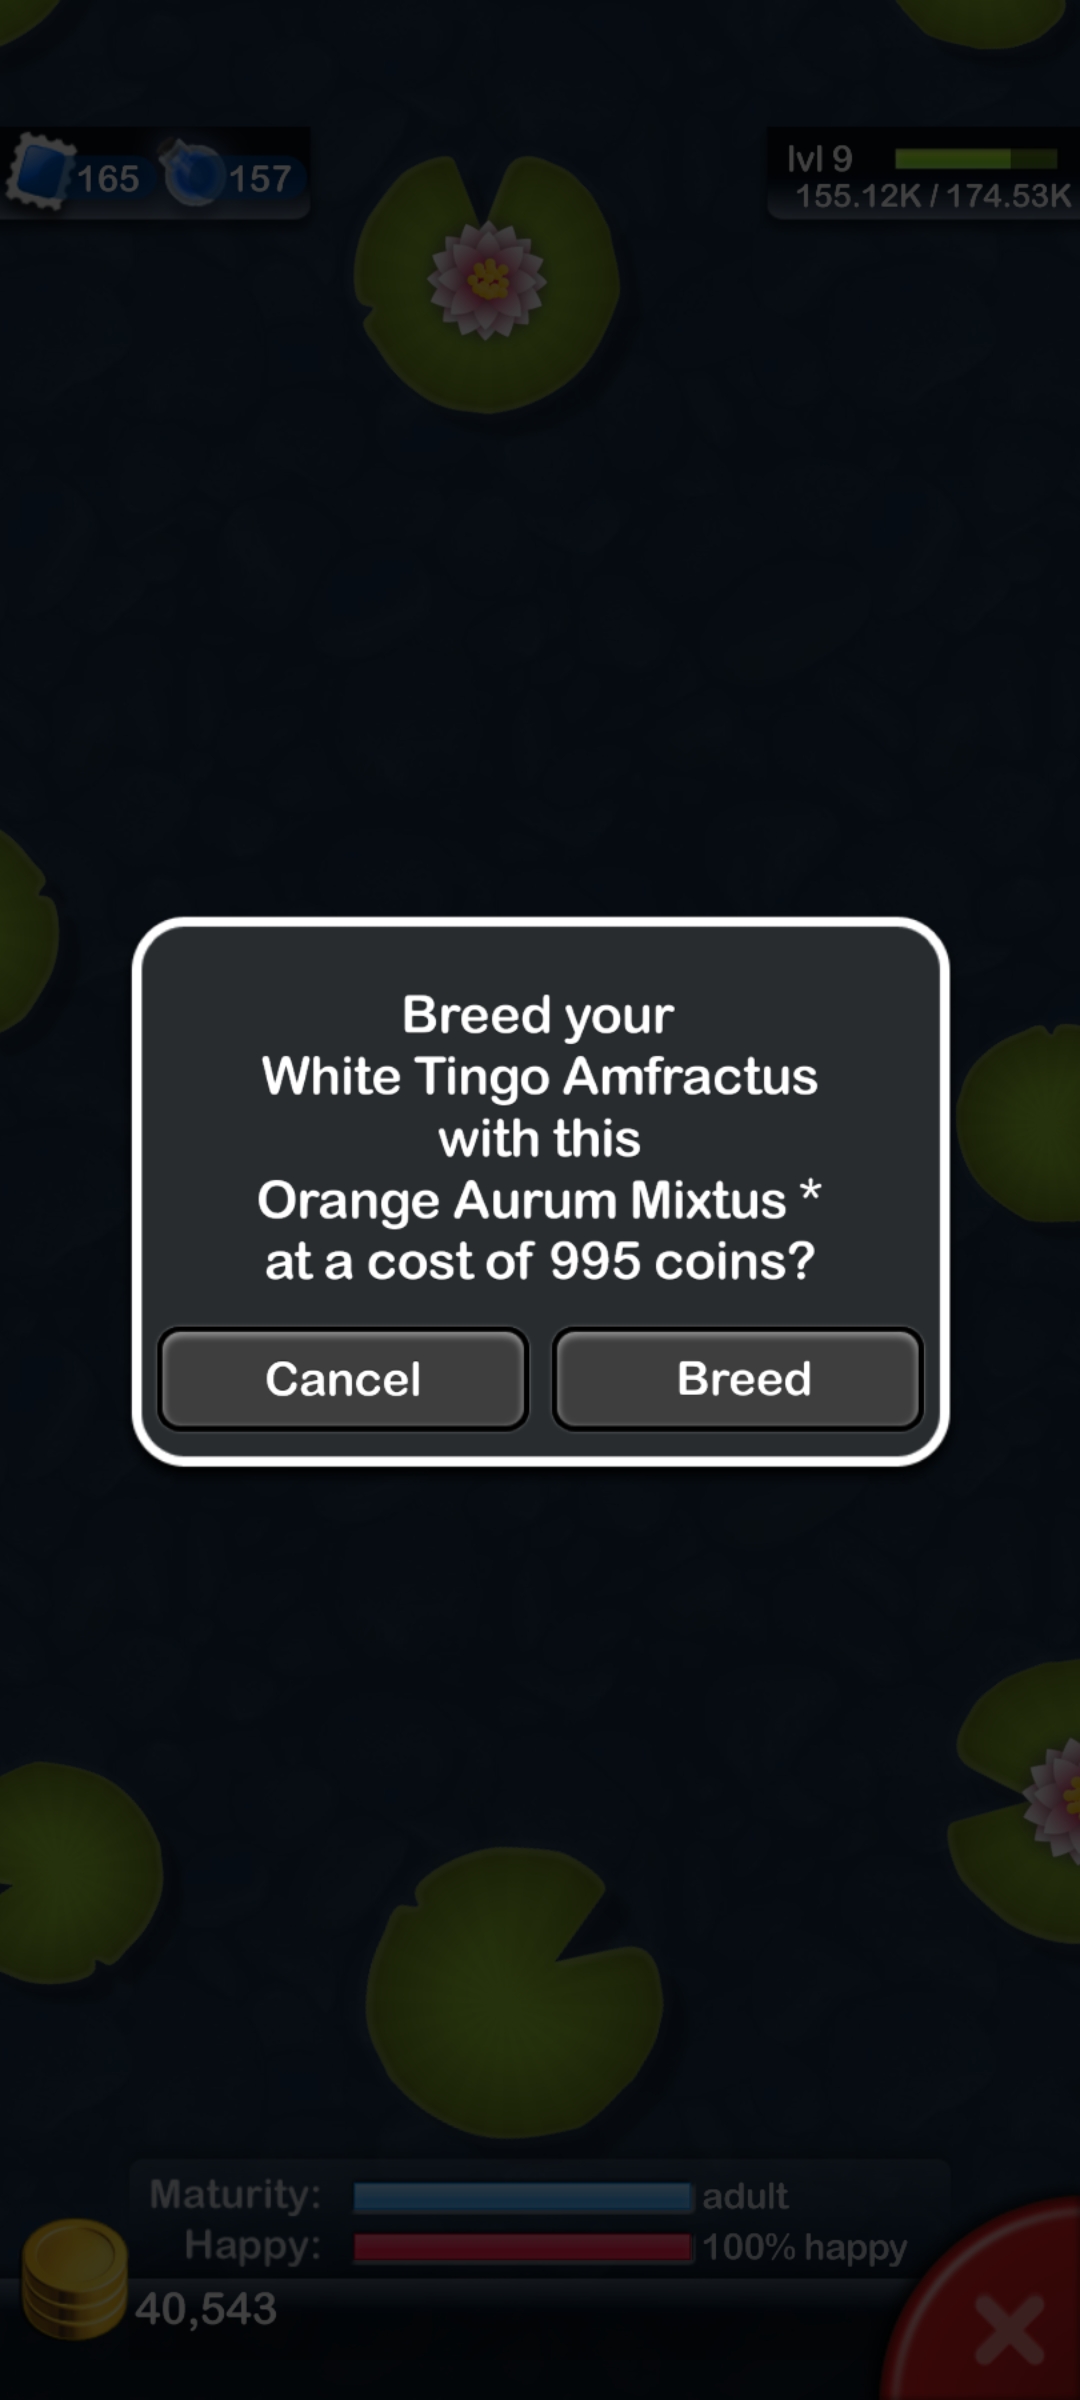 165 157
lvl 9
155.12K / 174.53K
Breed your
White Tingo Amfractus
with this
Orange Aurum Mixtus *
at a cost of 995 coins?
Cancel Breed
Maturity: adult
Happy: 100% happy
40,543